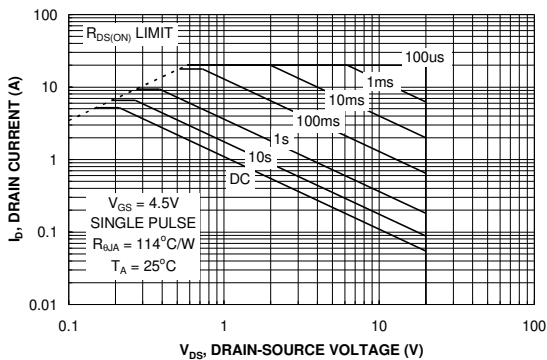 100
R_DS(ON) LIMIT
100us
1ms
10
10ms
100ms
1s
1
10s
DC
V_GS = 4.5V
SINGLE PULSE
R_θJA = 114°C/W
T_A = 25°C
0.1
0.01
0.1
1
10
100
I_D, DRAIN CURRENT (A)
V_DS, DRAIN-SOURCE VOLTAGE (V)